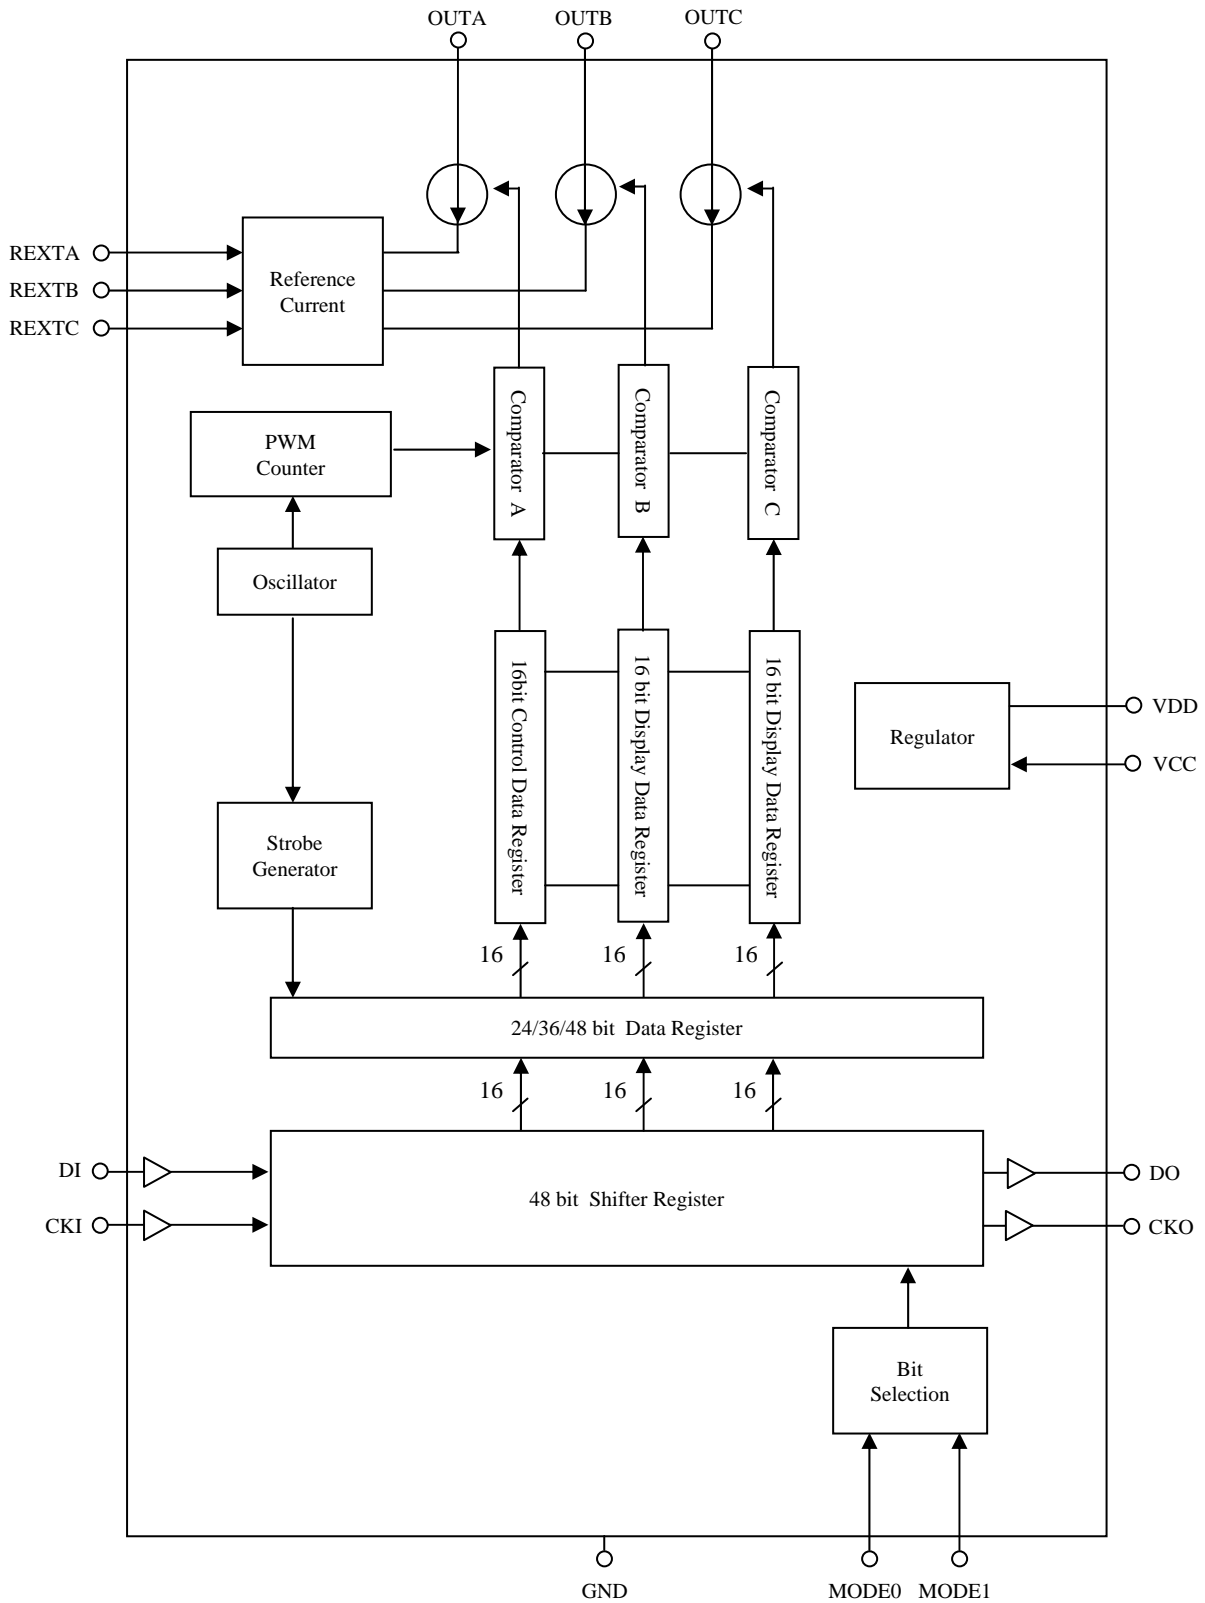 OUTA OUTB OUTC
REXTA
REXTB
REXTC
Reference
Current
PWM
Counter
Comparator A
Comparator B
Comparator C
Oscillator
16bit Control Data Register
16 bit Display Data Register
16 bit Display Data Register
Regulator
VDD
VCC
Strobe
Generator
16 16 16
24/36/48 bit Data Register
16 16 16
DI
CKI
48 bit Shifter Register
DO
CKO
Bit
Selection
GND MODE0 MODE1